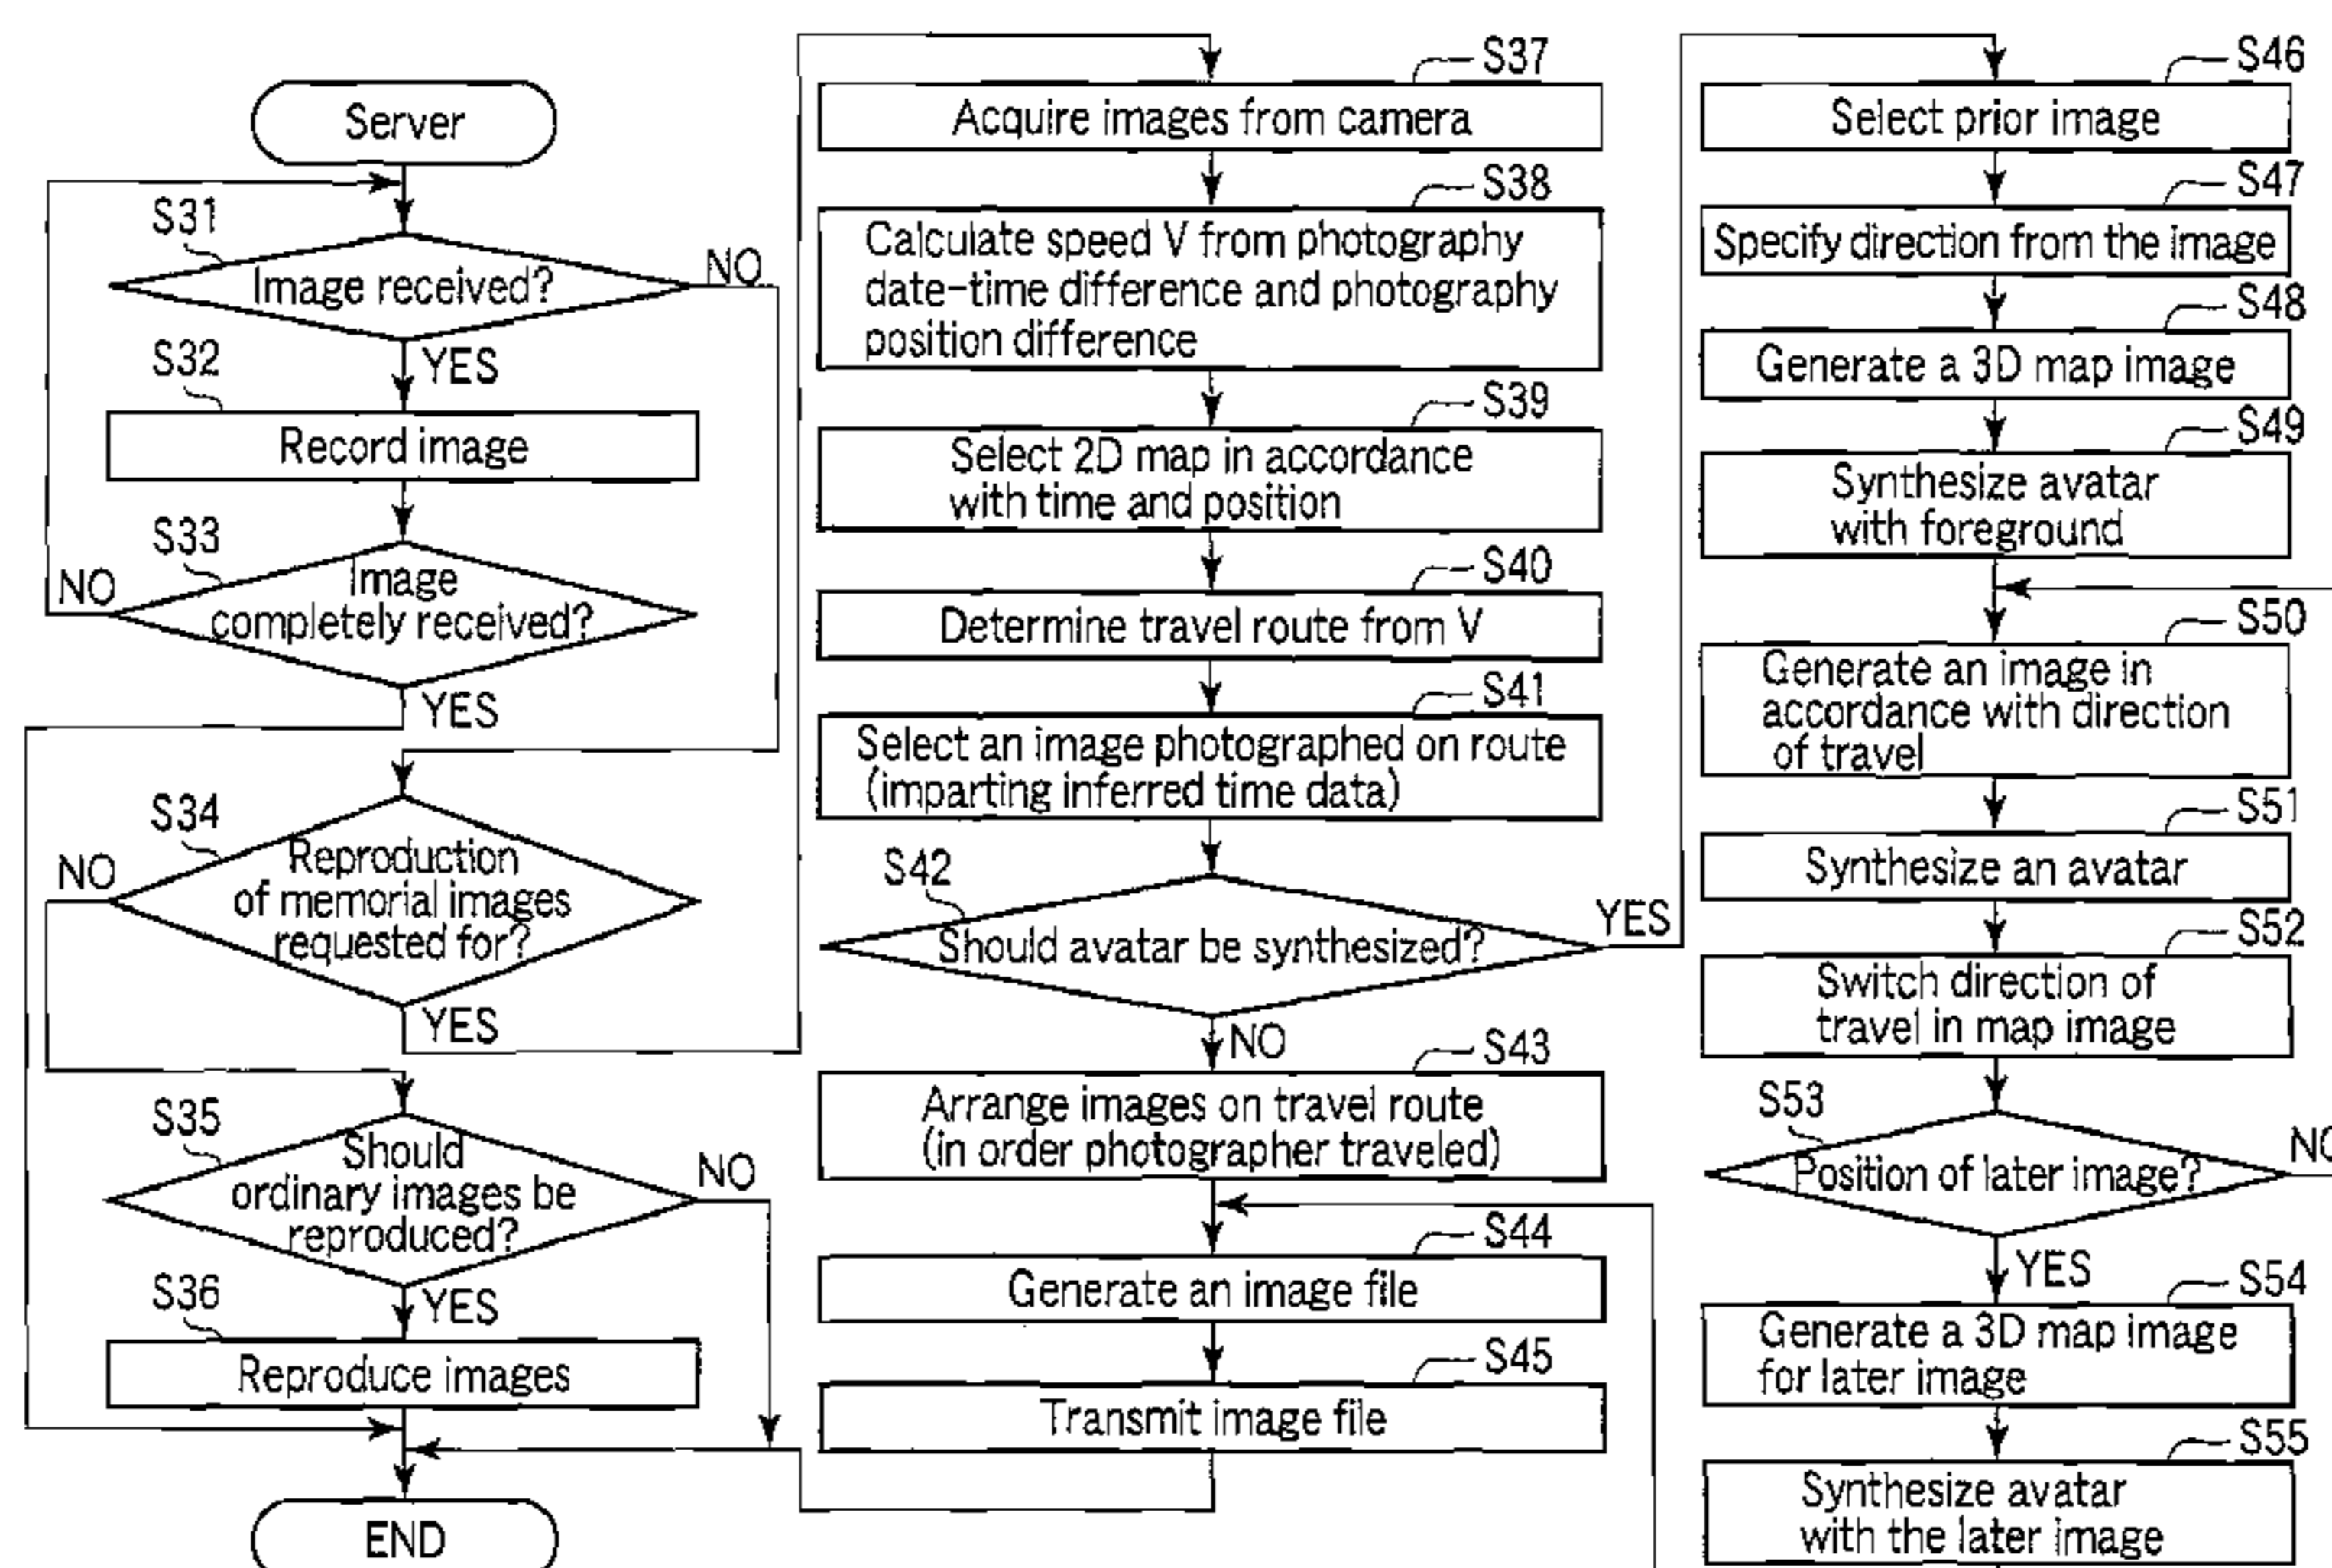 Server
S31
Image received?
NO
YES
S32
Record image
S33
Image
completely received?
NO
YES
S34
Reproduction
of memorial images
requested for?
NO
YES
S35
Should
ordinary images be
reproduced?
NO
YES
S36
Reproduce images
END
S37
Acquire images from camera
S38
Calculate speed V from photography
date-time difference and photography
position difference
S39
Select 2D map in accordance
with time and position
S40
Determine travel route from V
S41
Select an image photographed on route
(imparting inferred time data)
S42
Should avatar be synthesized?
YES
NO
S43
Arrange images on travel route
(in order photographer traveled)
S44
Generate an image file
S45
Transmit image file
S46
Select prior image
S47
Specify direction from the image
S48
Generate a 3D map image
S49
Synthesize avatar
with foreground
S50
Generate an image in
accordance with direction
of travel
S51
Synthesize an avatar
S52
Switch direction of
travel in map image
S53
Position of later image?
NO
YES
S54
Generate a 3D map image
for later image
S55
Synthesize avatar
with the later image